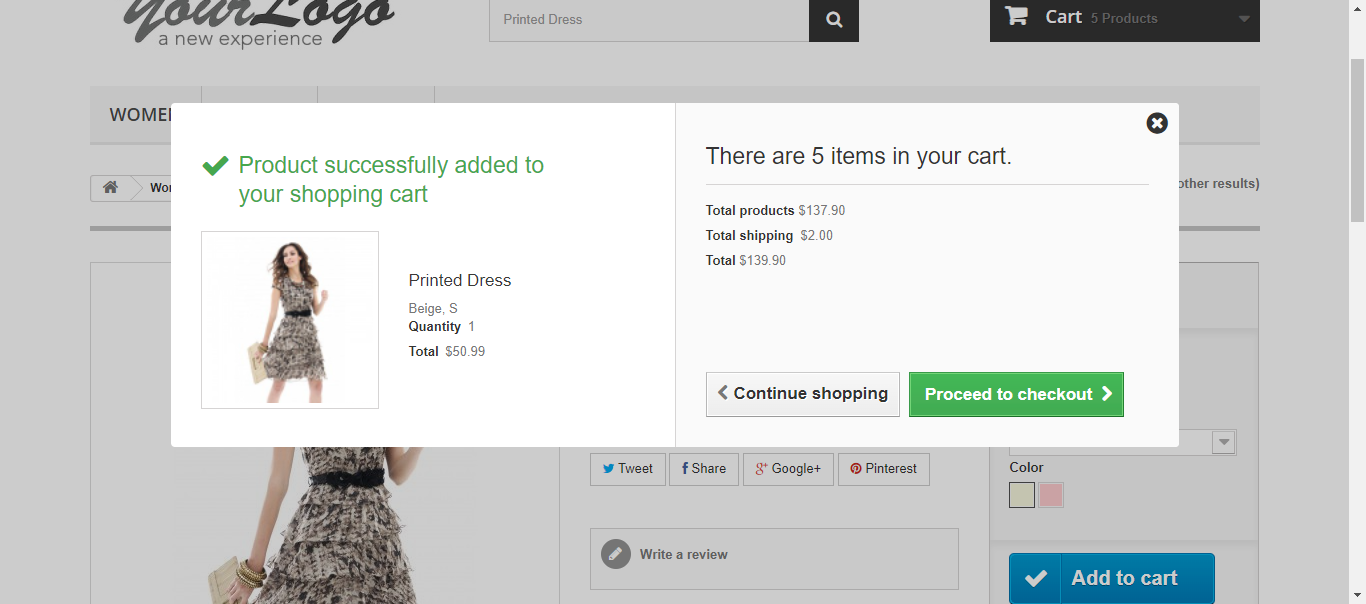 YourLogo
a new experience
Printed Dress
Cart 5 Products
WOME
Wo
other results)
Product successfully added to
your shopping cart
Printed Dress
Beige, S
Quantity 1
Total $50.99
There are 5 items in your cart.
Total products $137.90
Total shipping $2.00
Total $139.90
Continue shopping
Proceed to checkout
Tweet
Share
Google+
Pinterest
Write a review
Color
Add to cart